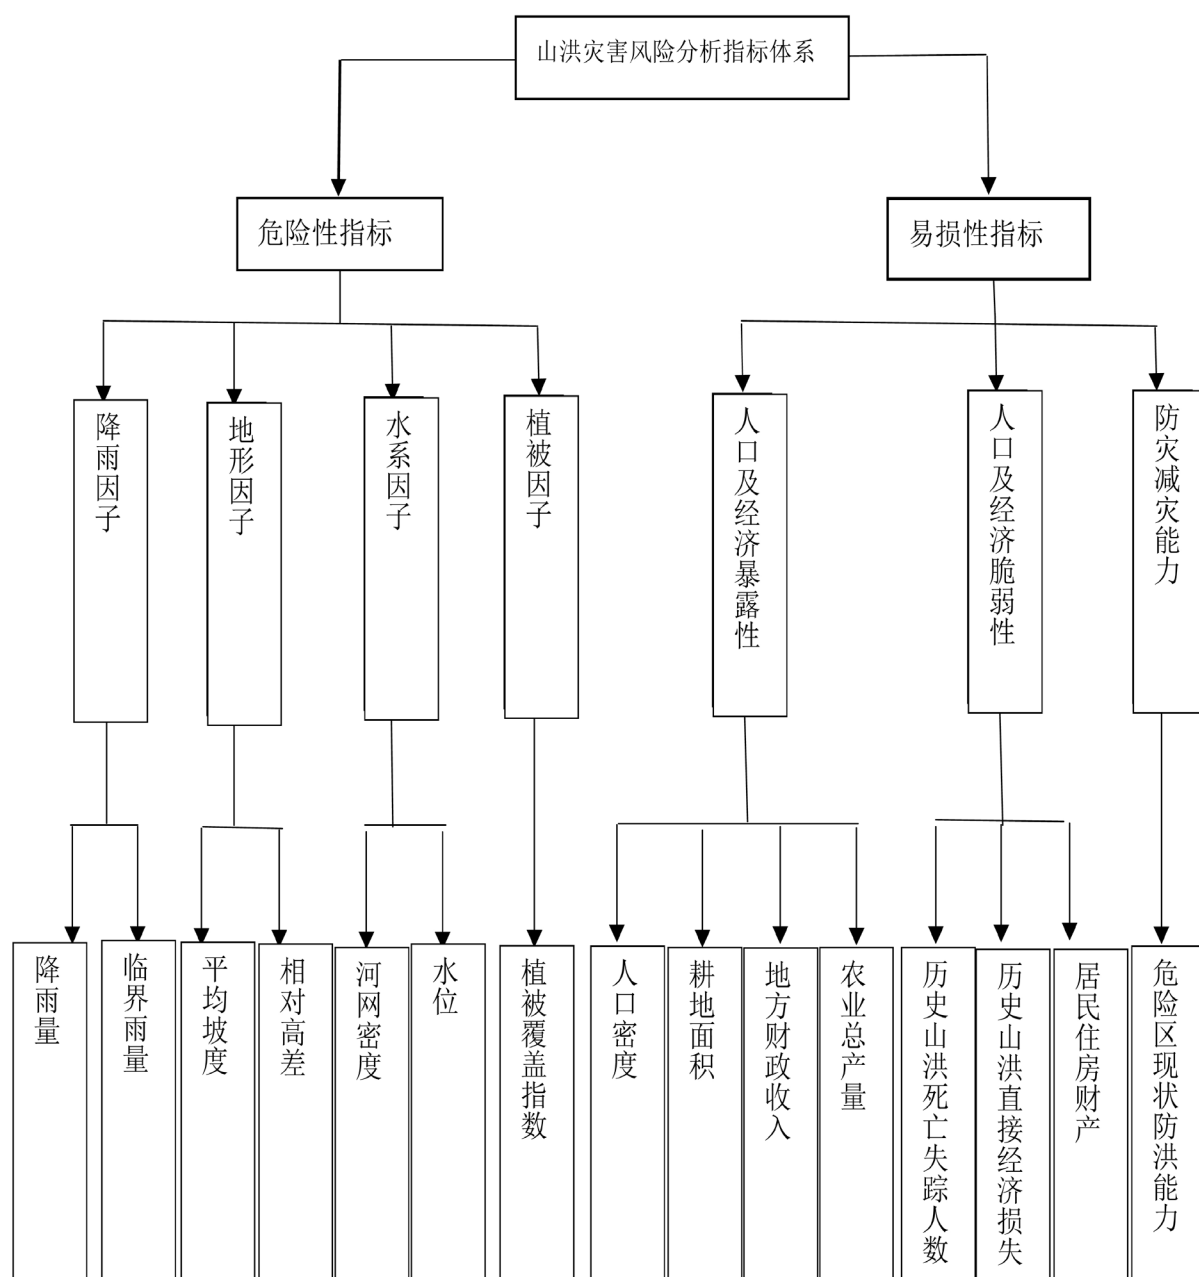 山洪灾害风险分析指标体系
危险性指标
易损性指标
降雨因子
地形因子
水系因子
植被因子
人口及经济暴露性
人口及经济脆弱性
防灾减灾能力
降雨量
临界雨量
平均坡度
相对高差
河网密度
水位
植被覆盖指数
人口密度
耕地面积
地方财政收入
农业总产量
历史山洪死亡失踪人数
历史山洪直接经济损失
居民住房财产
危险区现状防洪能力